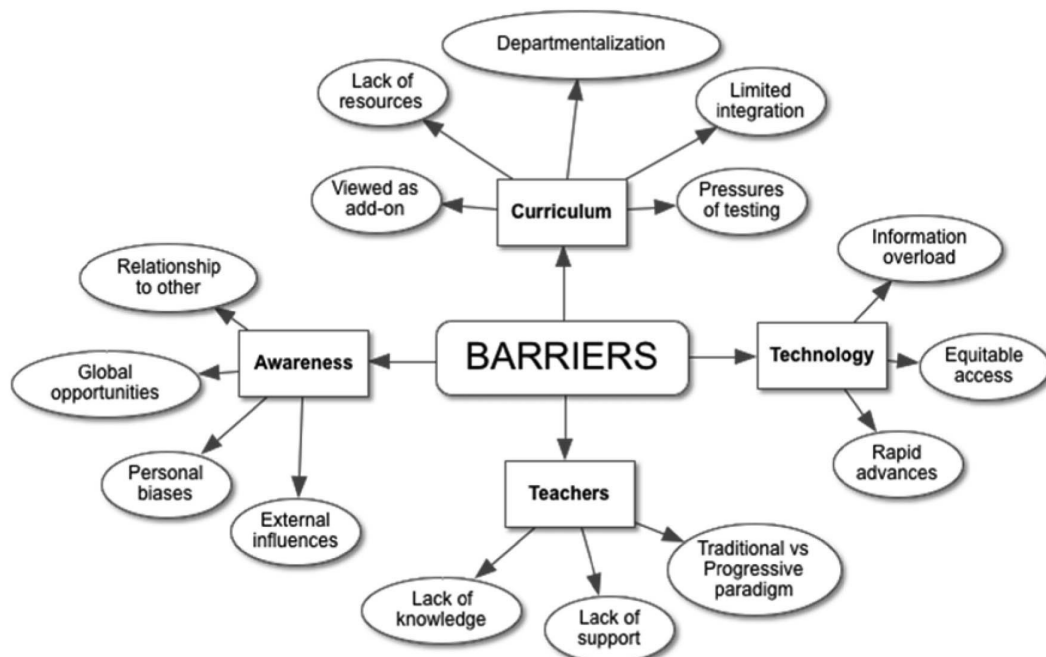 Departmentalization
Lack of
resources
Limited
integration
Viewed as
add-on
Curriculum
Pressures
of testing
Information
overload
Relationship
to other
Awareness
BARRIERS
Technology
Equitable
access
Global
opportunities
Rapid
advances
Personal
biases
Teachers
External
influences
Traditional vs
Progressive
paradigm
Lack of
knowledge
Lack of
support